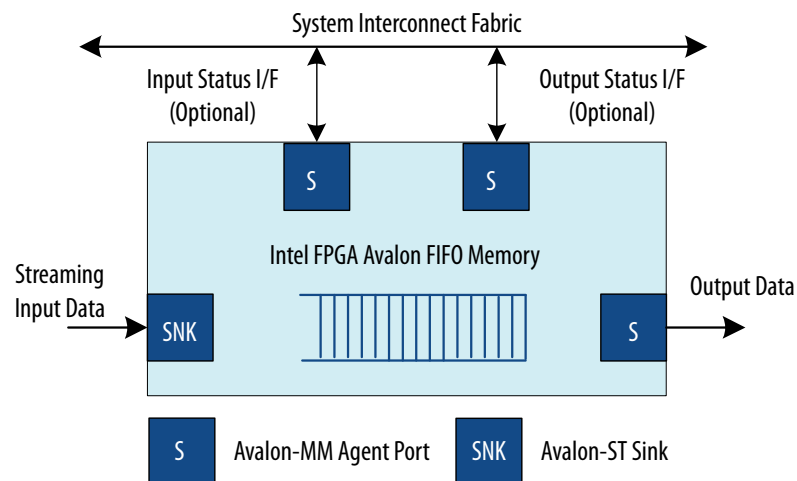 System Interconnect Fabric
Input Status I/F
(Optional)
Output Status I/F
(Optional)
S
S
Intel FPGA Avalon FIFO Memory
Streaming
Input Data
SNK
S
Output Data
S
Avalon-MM Agent Port
SNK
Avalon-ST Sink